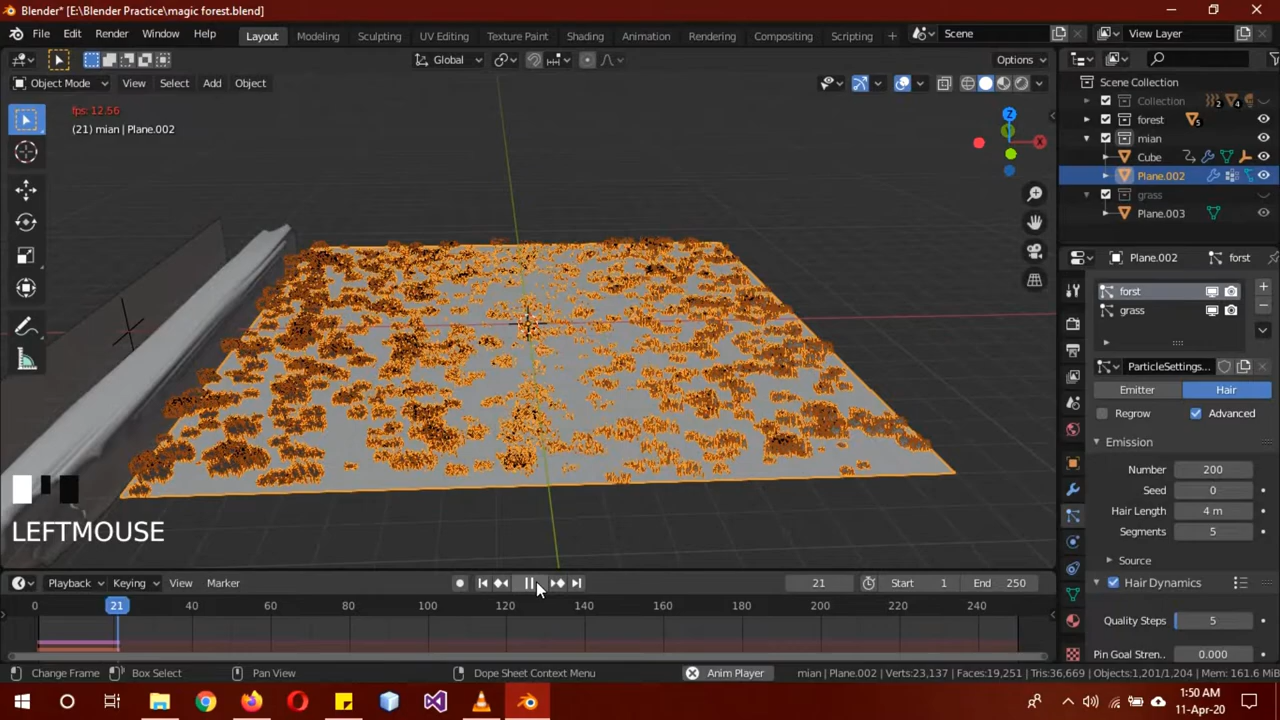 Blender* [E:\Blender Practice\magic forest.blend]
File Edit Render Window Help Layout Modeling Sculpting UV Editing Texture Paint Shading Animation Rendering Compositing Scripting + Scene View Layer
Global Options
Object Mode View Select Add Object
fps: 12.56
(21) mian | Plane.002
Z
X
Scene Collection
Collection 2 4
forest 5
mian
Cube
Plane.002
grass
Plane.003
Plane.002 forst
forst
grass
ParticleSettings...
Emitter Hair
Regrow Advanced
Emission
Number 200
Seed 0
Hair Length 4 m
Segments 5
Source
Hair Dynamics
Quality Steps 5
Pin Goal Stren.. 0.000
LEFTMOUSE
Playback Keying View Marker 21 Start 1 End 250
0 21 40 60 80 100 120 140 160 180 200 220 240
Change Frame Box Select Pan View Dope Sheet Context Menu Anim Player mian | Plane.002 | Verts:23,137 | Faces:19,251 | Tris:36,669 | Objects:1,201/1,204 | Mem: 161.6 M
1:50 AM
11-Apr-20